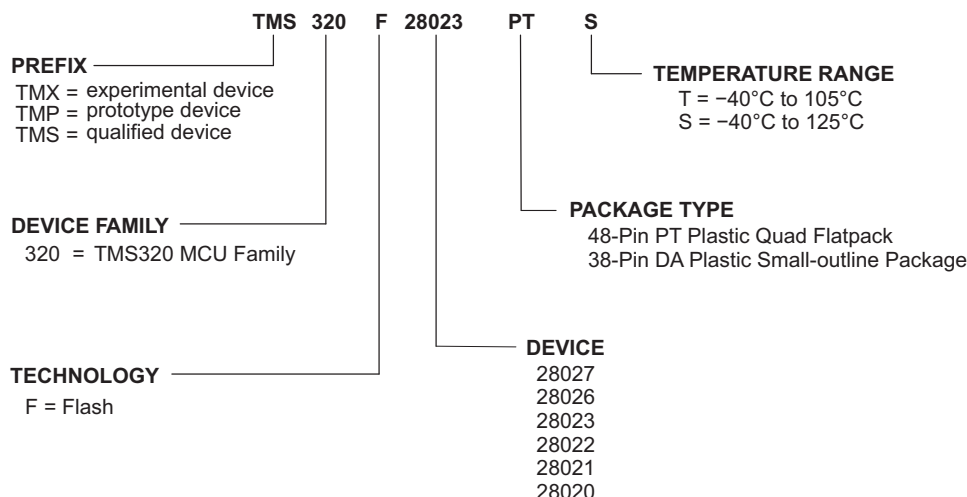 TMS 320 F 28023 PT S
PREFIX
TMX = experimental device
TMP = prototype device
TMS = qualified device
TEMPERATURE RANGE
T = −40°C to 105°C
S = −40°C to 125°C
DEVICE FAMILY
320 = TMS320 MCU Family
PACKAGE TYPE
48-Pin PT Plastic Quad Flatpack
38-Pin DA Plastic Small-outline Package
TECHNOLOGY
F = Flash
DEVICE
28027
28026
28023
28022
28021
28020